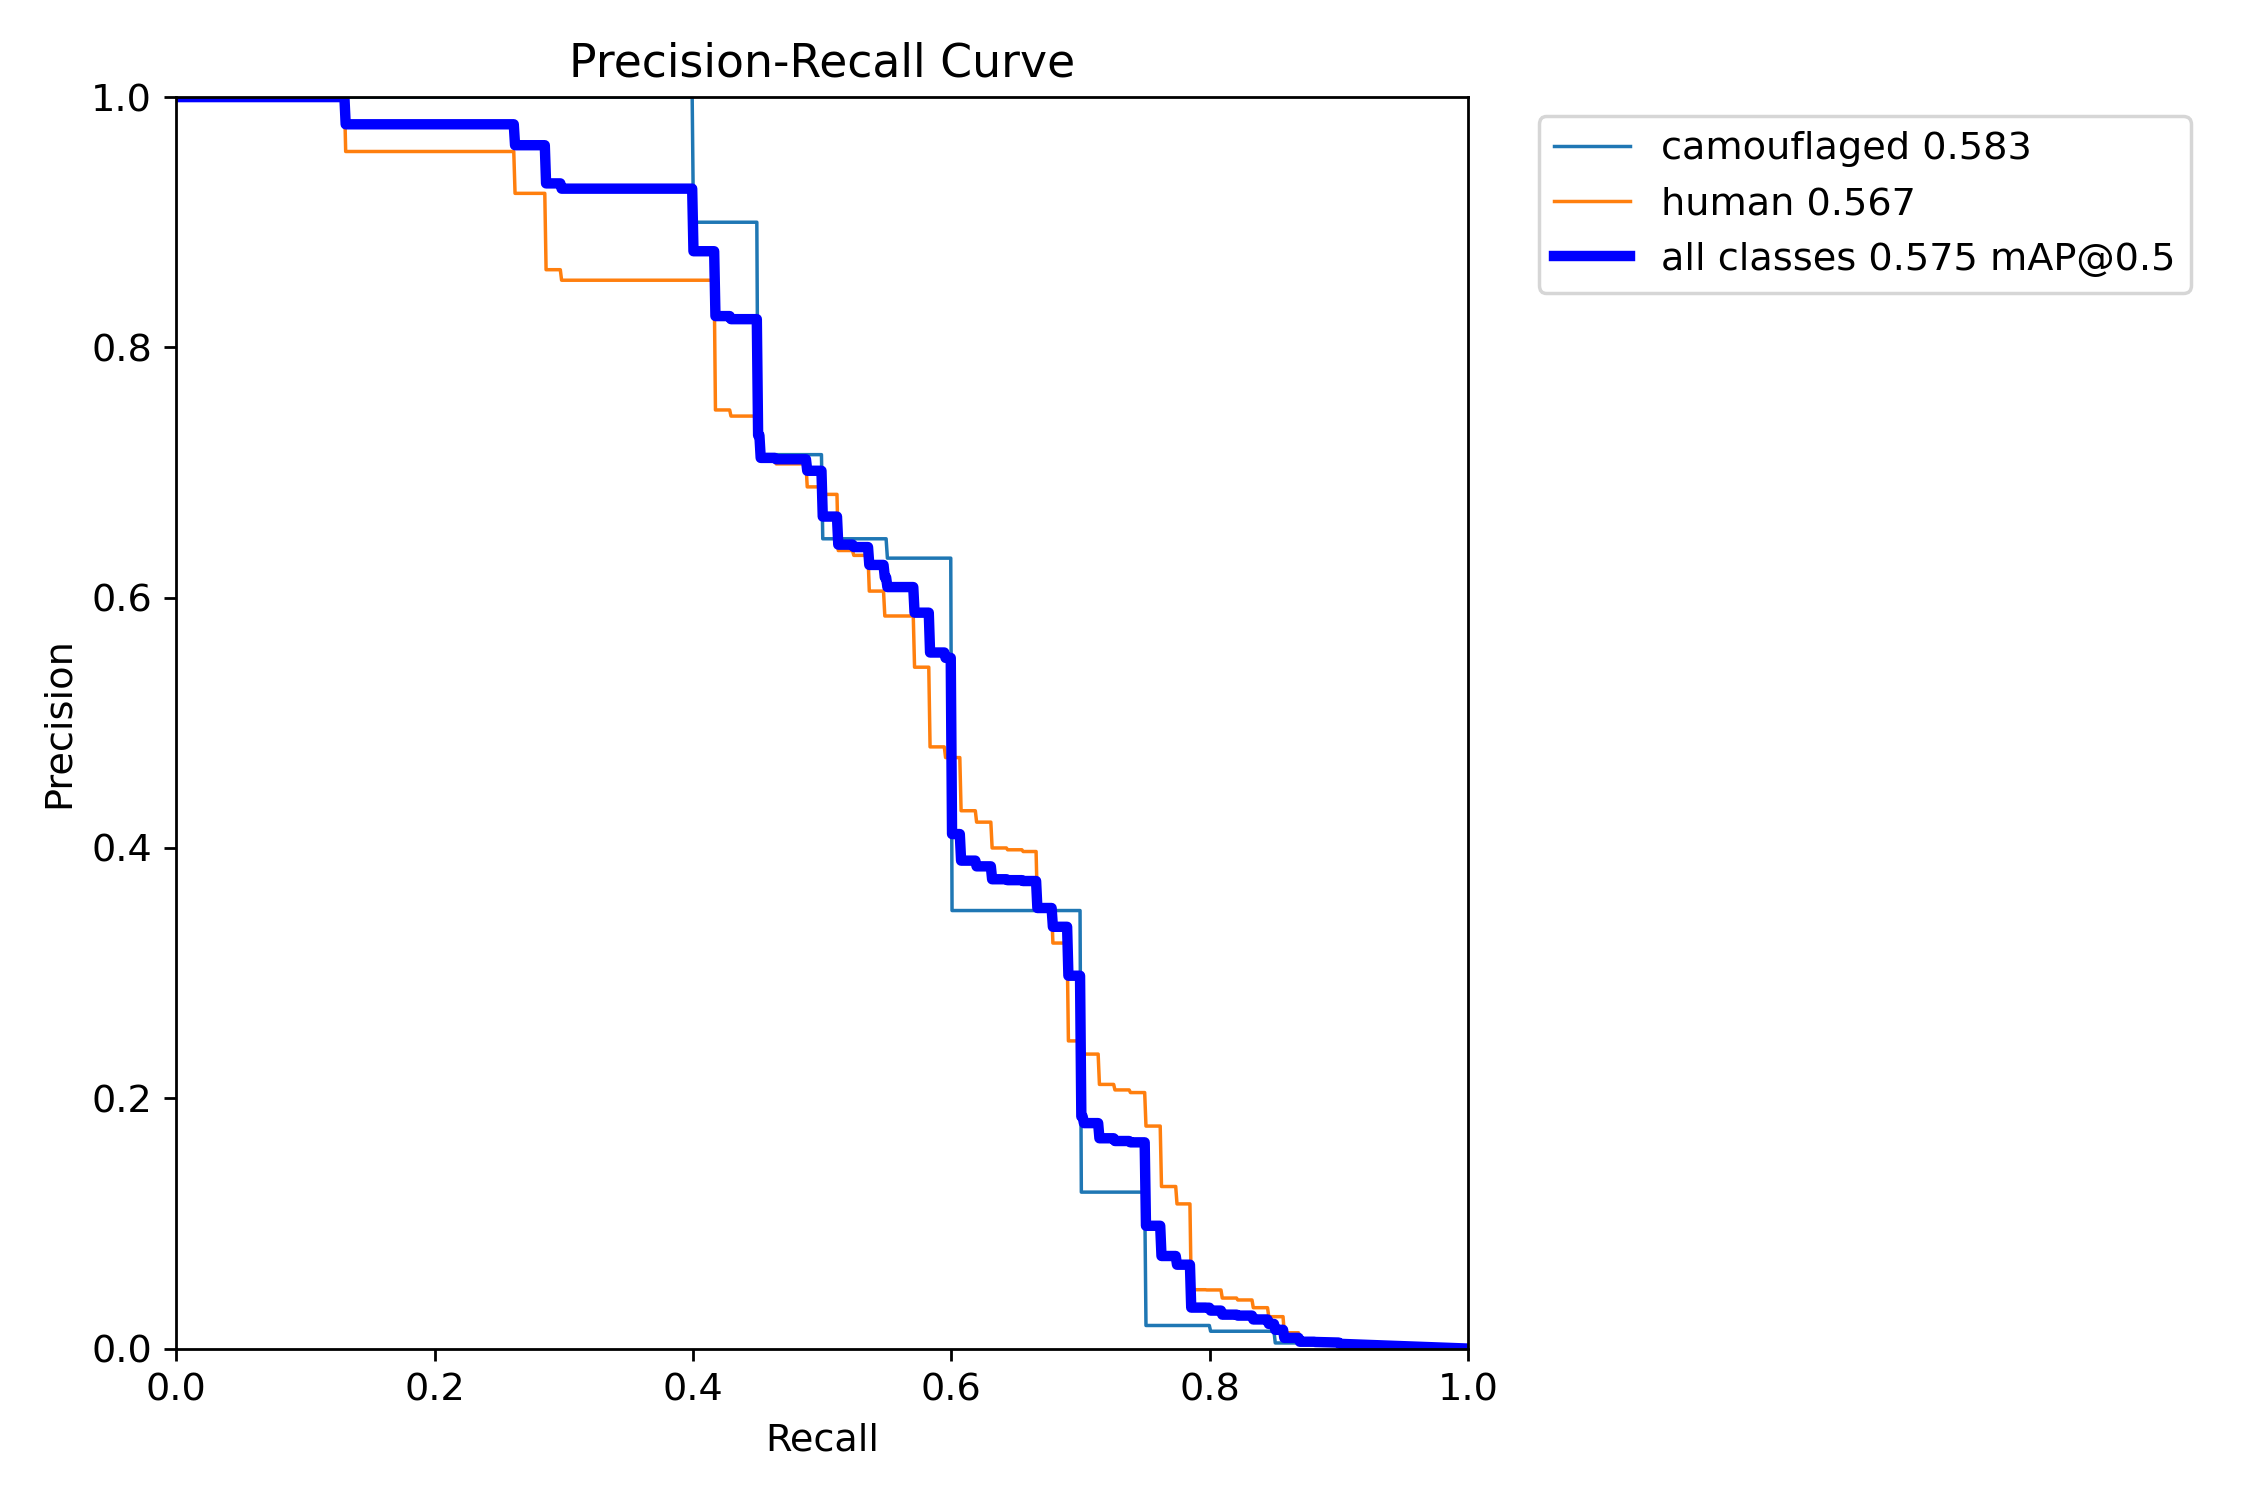 Precision-Recall Curve
camouflaged 0.583
human 0.567
all classes 0.575 mAP@0.5
1.0
0.8
0.6
0.4
0.2
0.0
Precision
0.0 0.2 0.4 0.6 0.8 1.0
Recall